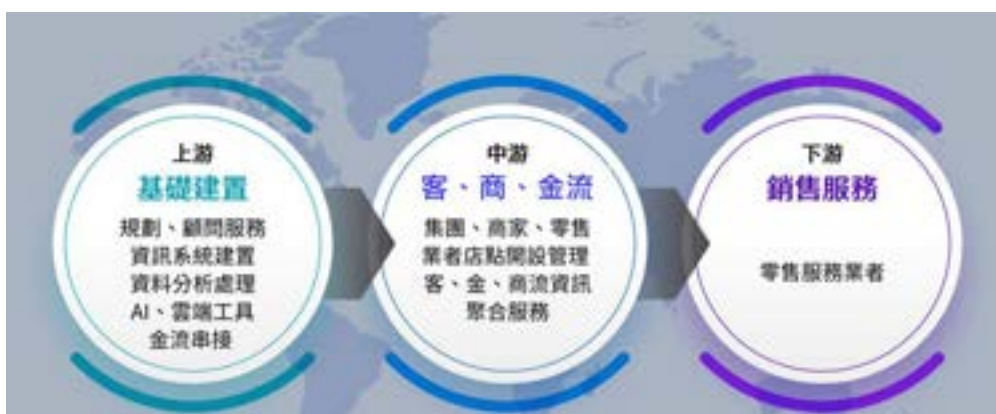 上游
基礎建置
規劃、顧問服務
資訊系統建置
資料分析處理
AI、雲端工具
金流串接
中游
客、商、金流
集團、商家、零售
業者店點開設管理
客、金、商流資訊
聚合服務
下游
銷售服務
零售服務業者